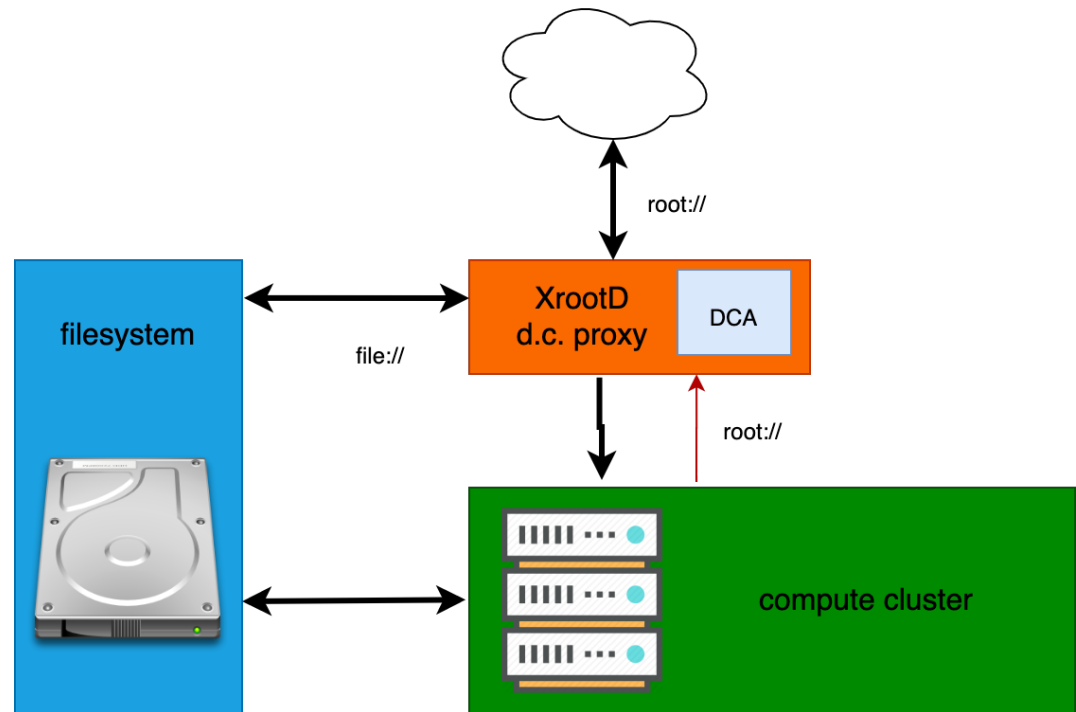 root://
filesystem
file://
XrootD
d.c. proxy
DCA
root://
compute cluster